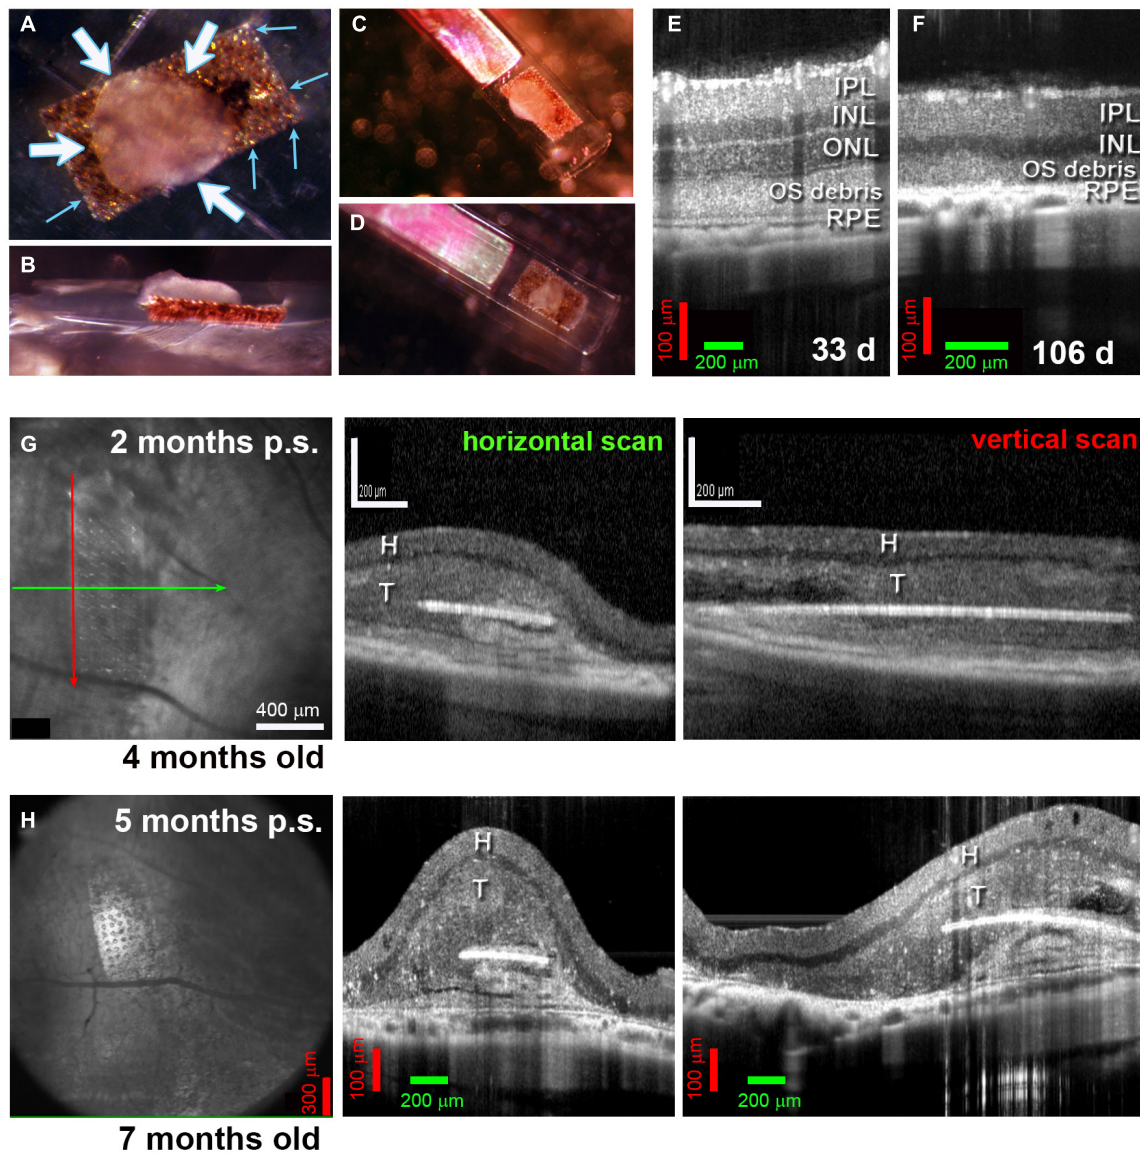 A
B
C
D
E
IPL
INL
ONL
OS debris
RPE
100 µm
200 µm
33 d
F
IPL
INL
OS debris
RPE
100 µm
200 µm
106 d
G
2 months p.s.
400 µm
4 months old
horizontal scan
200 µm
H
T
vertical scan
200 µm
H
T
H
5 months p.s.
300 µm
7 months old
H
T
100 µm
200 µm
H
T
100 µm
200 µm